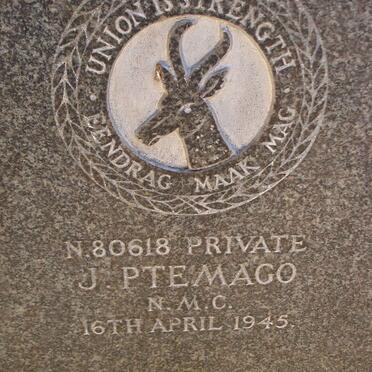 UNION IS STRENGTH
EENDRAG MAAK MAG
N.80618 PRIVATE
J. PTEMAGO
N.M.C.
16TH APRIL 1945.